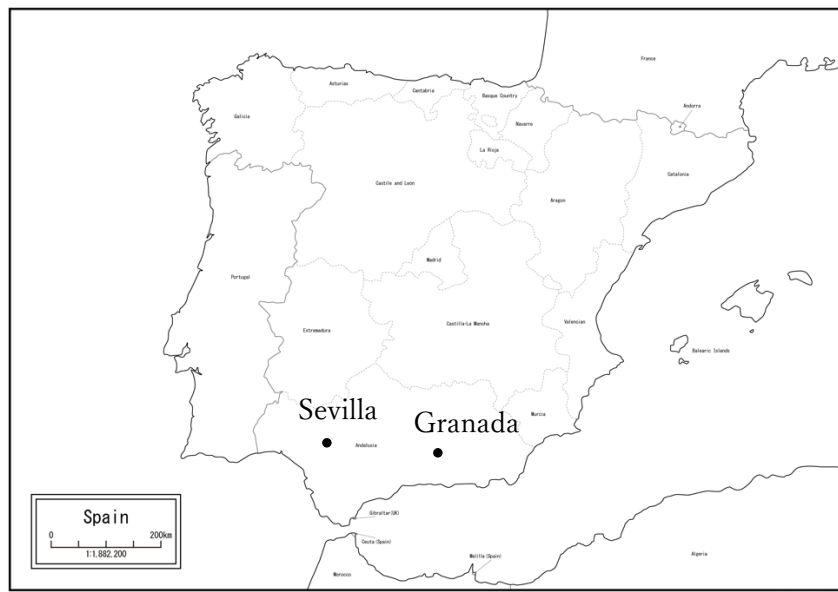 France
Asturias
Cantabria
Basque Country
Andorra
Galicia
Navarre
La Rioja
Catalonia
Castile and León
Aragon
Madrid
Portugal
Castilla-La Mancha
Valencian
Extremadura
Balearic Islands
Sevilla
Granada
Murcia
Andalusia
Gibraltar(UK)
Spain
0 200km
1:1,882,200
Ceuta(Spain)
Melilla(Spain)
Algeria
Morocco